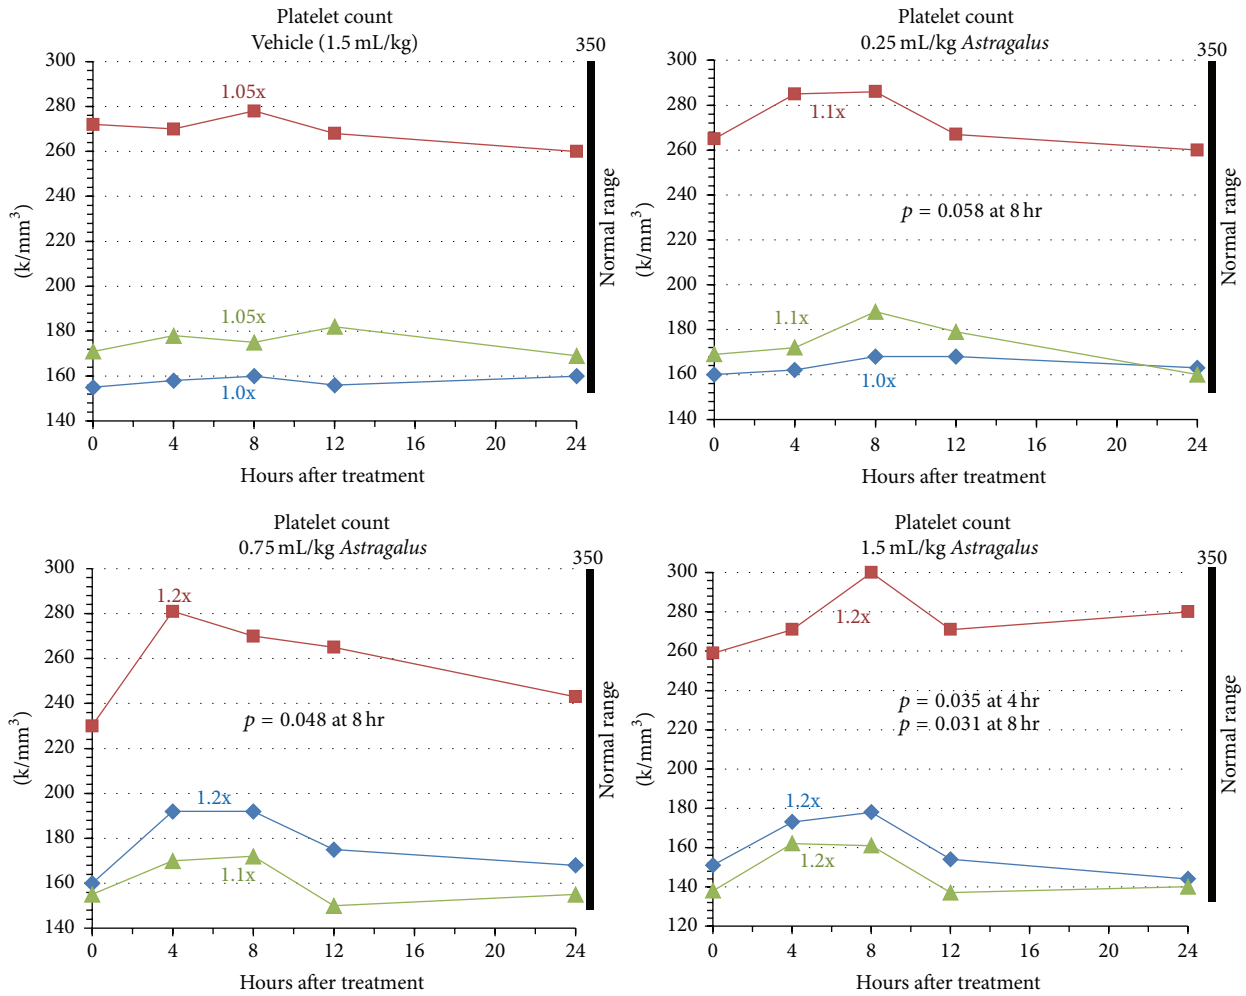 Platelet count
Vehicle (1.5 mL/kg)
350
300
280
260
240
220
200
180
160
140
(k/mm³)
1.05x
1.05x
1.0x
Normal range
0 4 8 12 16 20 24
Hours after treatment
Platelet count
0.25 mL/kg Astragalus
350
300
280
260
240
220
200
180
160
140
(k/mm³)
1.1x
p = 0.058 at 8 hr
1.1x
1.0x
Normal range
0 4 8 12 16 20 24
Hours after treatment
Platelet count
0.75 mL/kg Astragalus
350
300
280
260
240
220
200
180
160
140
(k/mm³)
1.2x
p = 0.048 at 8 hr
1.2x
1.1x
Normal range
0 4 8 12 16 20 24
Hours after treatment
Platelet count
1.5 mL/kg Astragalus
350
300
280
260
240
220
200
180
160
140
120
(k/mm³)
1.2x
p = 0.035 at 4 hr
p = 0.031 at 8 hr
1.2x
1.2x
Normal range
0 4 8 12 16 20 24
Hours after treatment